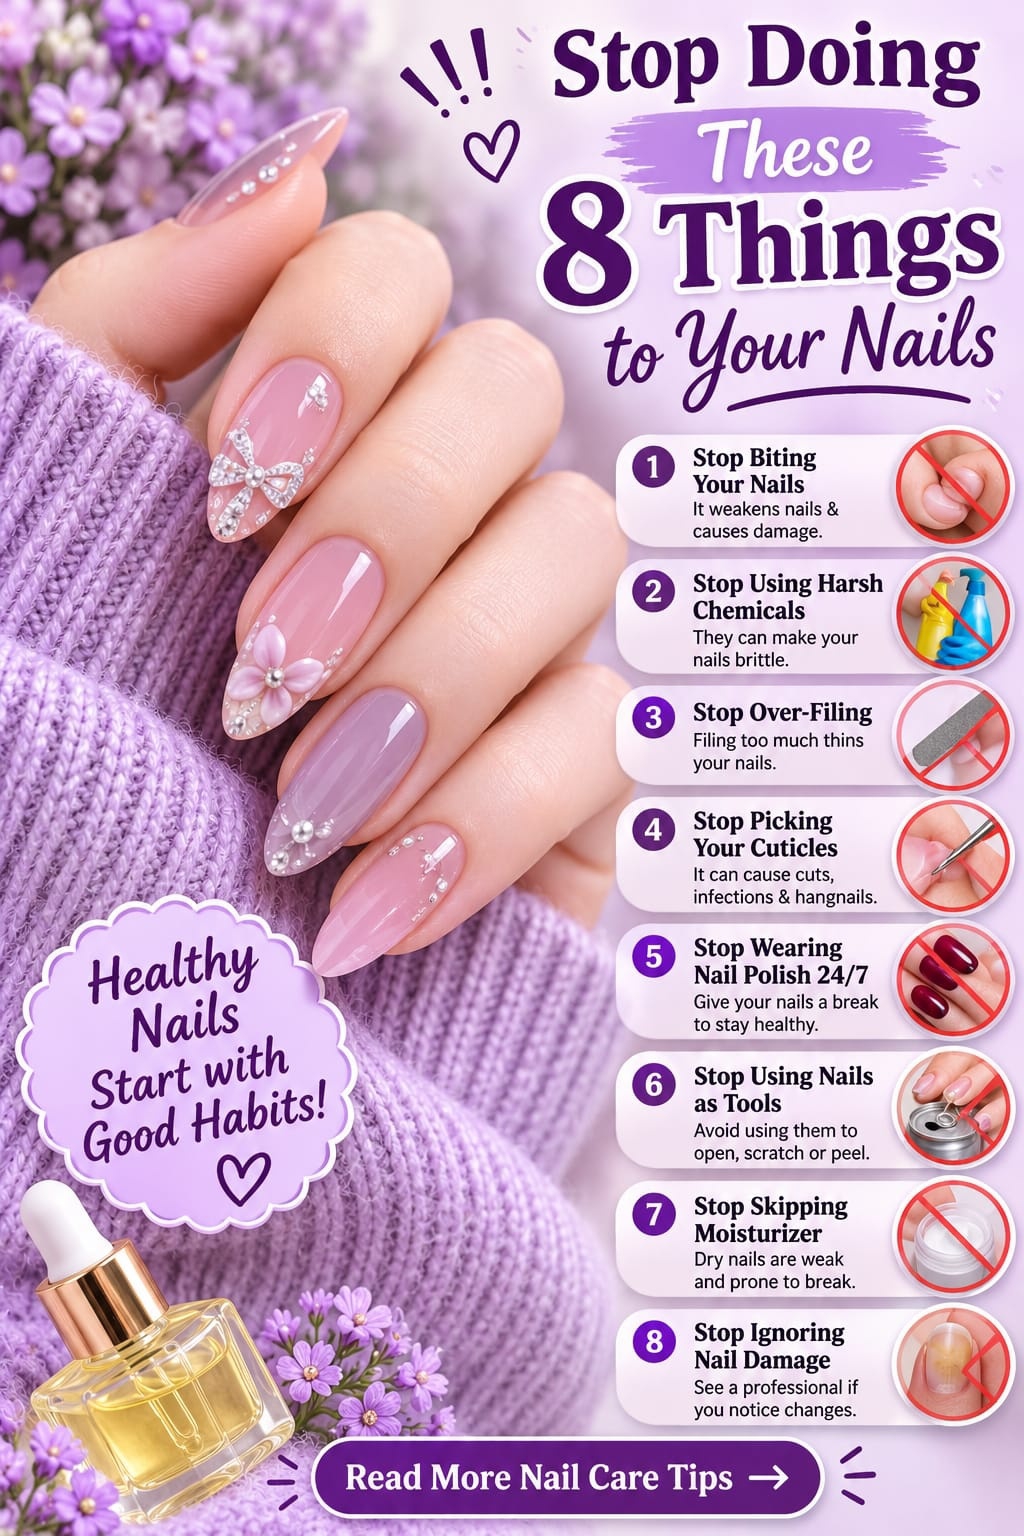 !!!
Stop Doing
These
8 Things
to Your Nails
1
Stop Biting
Your Nails
It weakens nails &
causes damage.
2
Stop Using Harsh
Chemicals
They can make your
nails brittle.
3
Stop Over-Filing
Filing too much thins
your nails.
4
Stop Picking
Your Cuticles
It can cause cuts,
infections & hangnails.
5
Stop Wearing
Nail Polish 24/7
Give your nails a break
to stay healthy.
6
Stop Using Nails
as Tools
Avoid using them to
open, scratch or peel.
7
Stop Skipping
Moisturizer
Dry nails are weak
and prone to break.
8
Stop Ignoring
Nail Damage
See a professional if
you notice changes.
Healthy
Nails
Start with
Good Habits!
Read More Nail Care Tips →